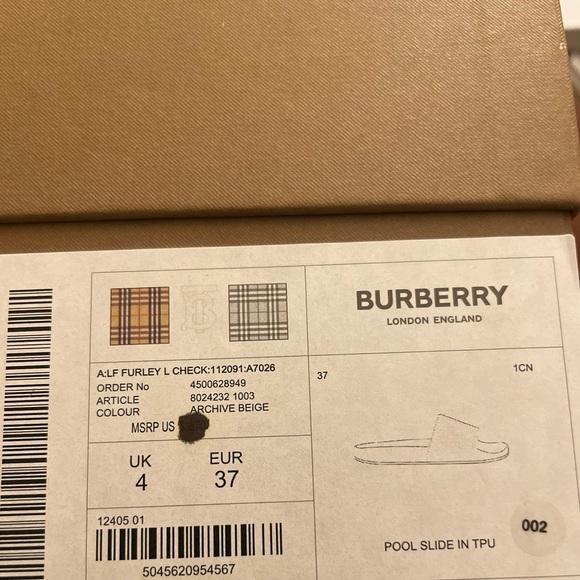 BURBERRY
LONDON ENGLAND
A:LF FURLEY L CHECK:112091:A7026
ORDER No 4500628949
ARTICLE 8024232 1003
COLOUR ARCHIVE BEIGE
MSRP US
37 1CN
UK EUR
4 37
12405 01
5045620954567
002
POOL SLIDE IN TPU